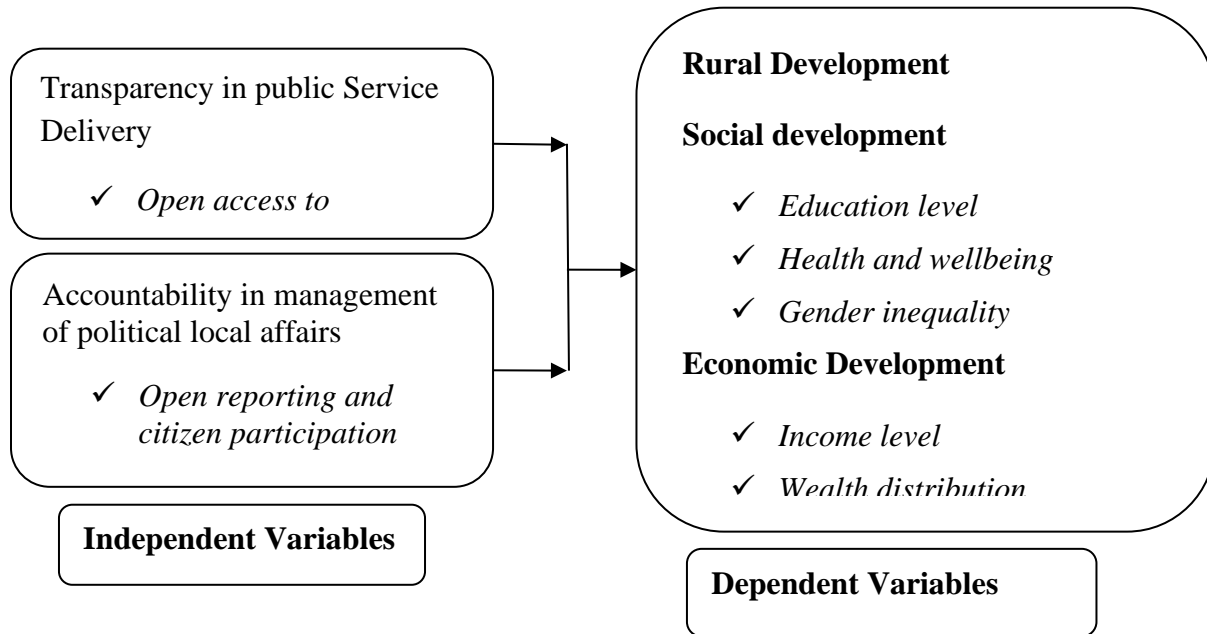 Transparency in public Service
Delivery
✓ Open access to
Accountability in management
of political local affairs
✓ Open reporting and
citizen participation
Independent Variables
Rural Development
Social development
✓ Education level
✓ Health and wellbeing
✓ Gender inequality
Economic Development
✓ Income level
✓ Wealth distribution
Dependent Variables